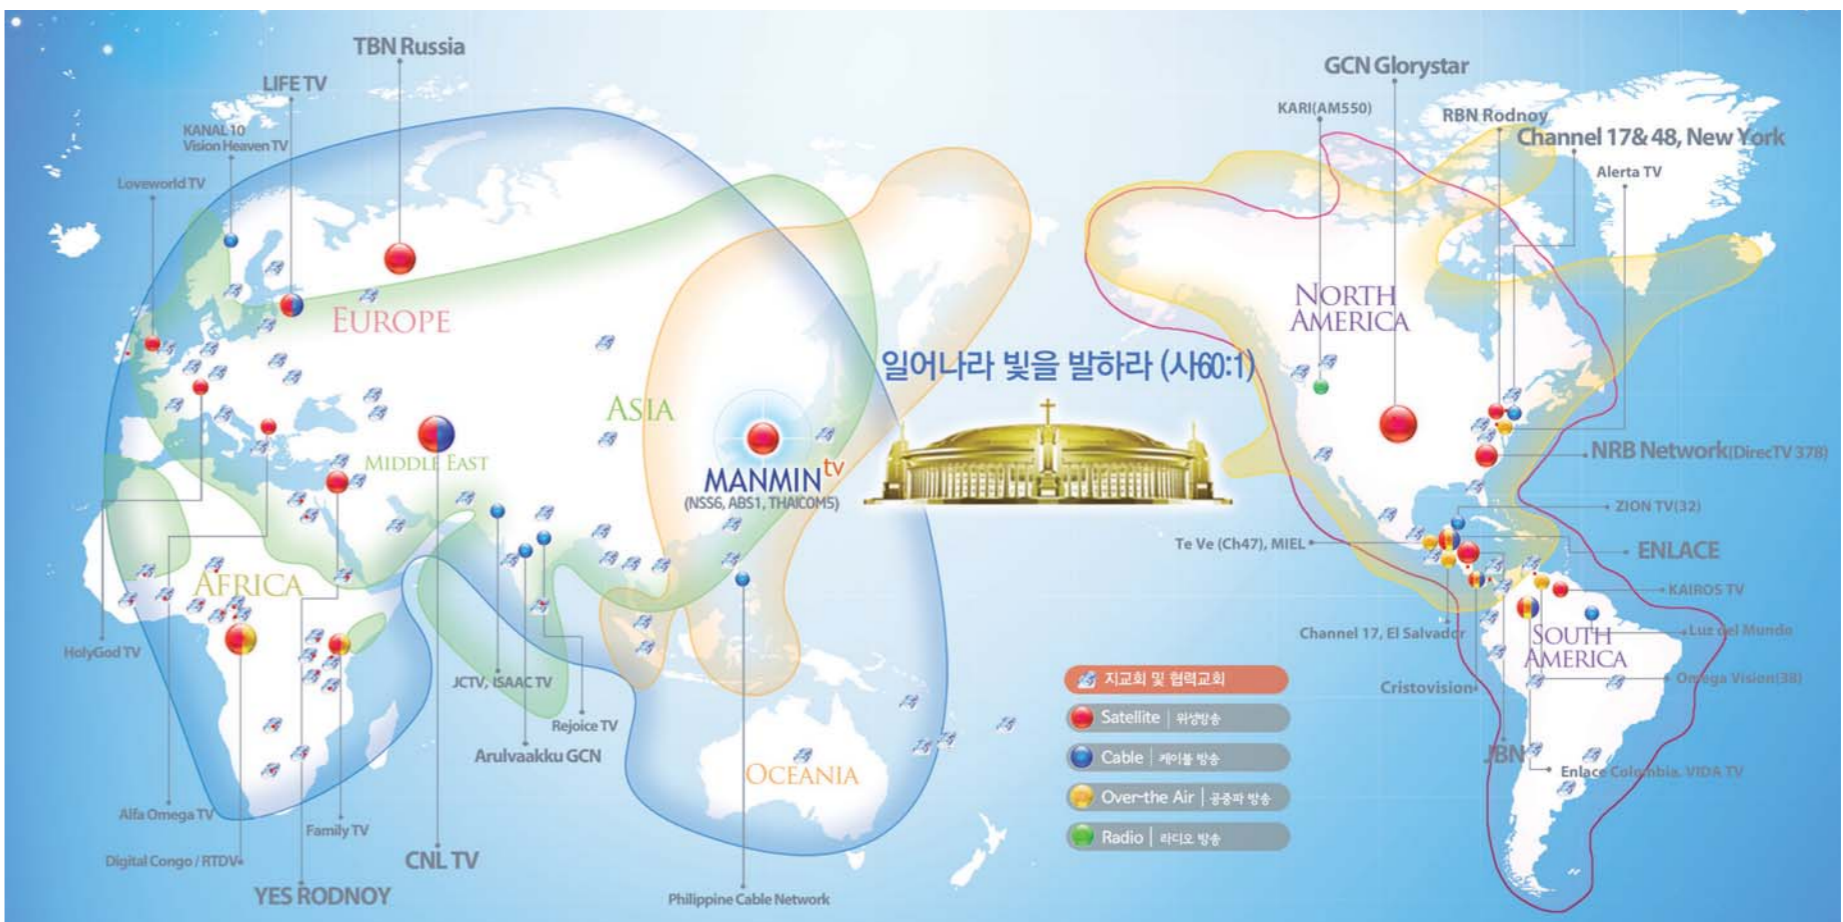 TBN Russia
LIFE TV
KANAL 10
Vision Heaven TV
Loveworld TV
GCN Glorystar
KARI(AM550)
RBN Rodnoy
Channel 17& 48, New York
Alerta TV
EUROPE
ASIA
MIDDLE EAST
AFRICA
OCEANIA
NORTH
AMERICA
SOUTH
AMERICA
일어나라 빛을 발하라 (사60:1)
MANMIN tv
(NSS6, ABS1, THAICOM5)
NRB Network(DirecTV 378)
ZION TV(32)
Te Ve (Ch47), MIEL
ENLACE
KAIROS TV
Channel 17, El Salvador
Luz del Mundo
Omega Vision(38)
Cristovision
JBN
Enlace Colombia. VIDA TV
HolyGod TV
JCTV, ISAAC TV
Rejoice TV
Arulvaakku GCN
Alfa Omega TV
Family TV
Digital Congo / RTDV
CNL TV
YES RODNOY
Philippine Cable Network
지교회 및 협력교회
Satellite | 위성방송
Cable | 케이블 방송
Over-the Air | 공중파 방송
Radio | 라디오 방송